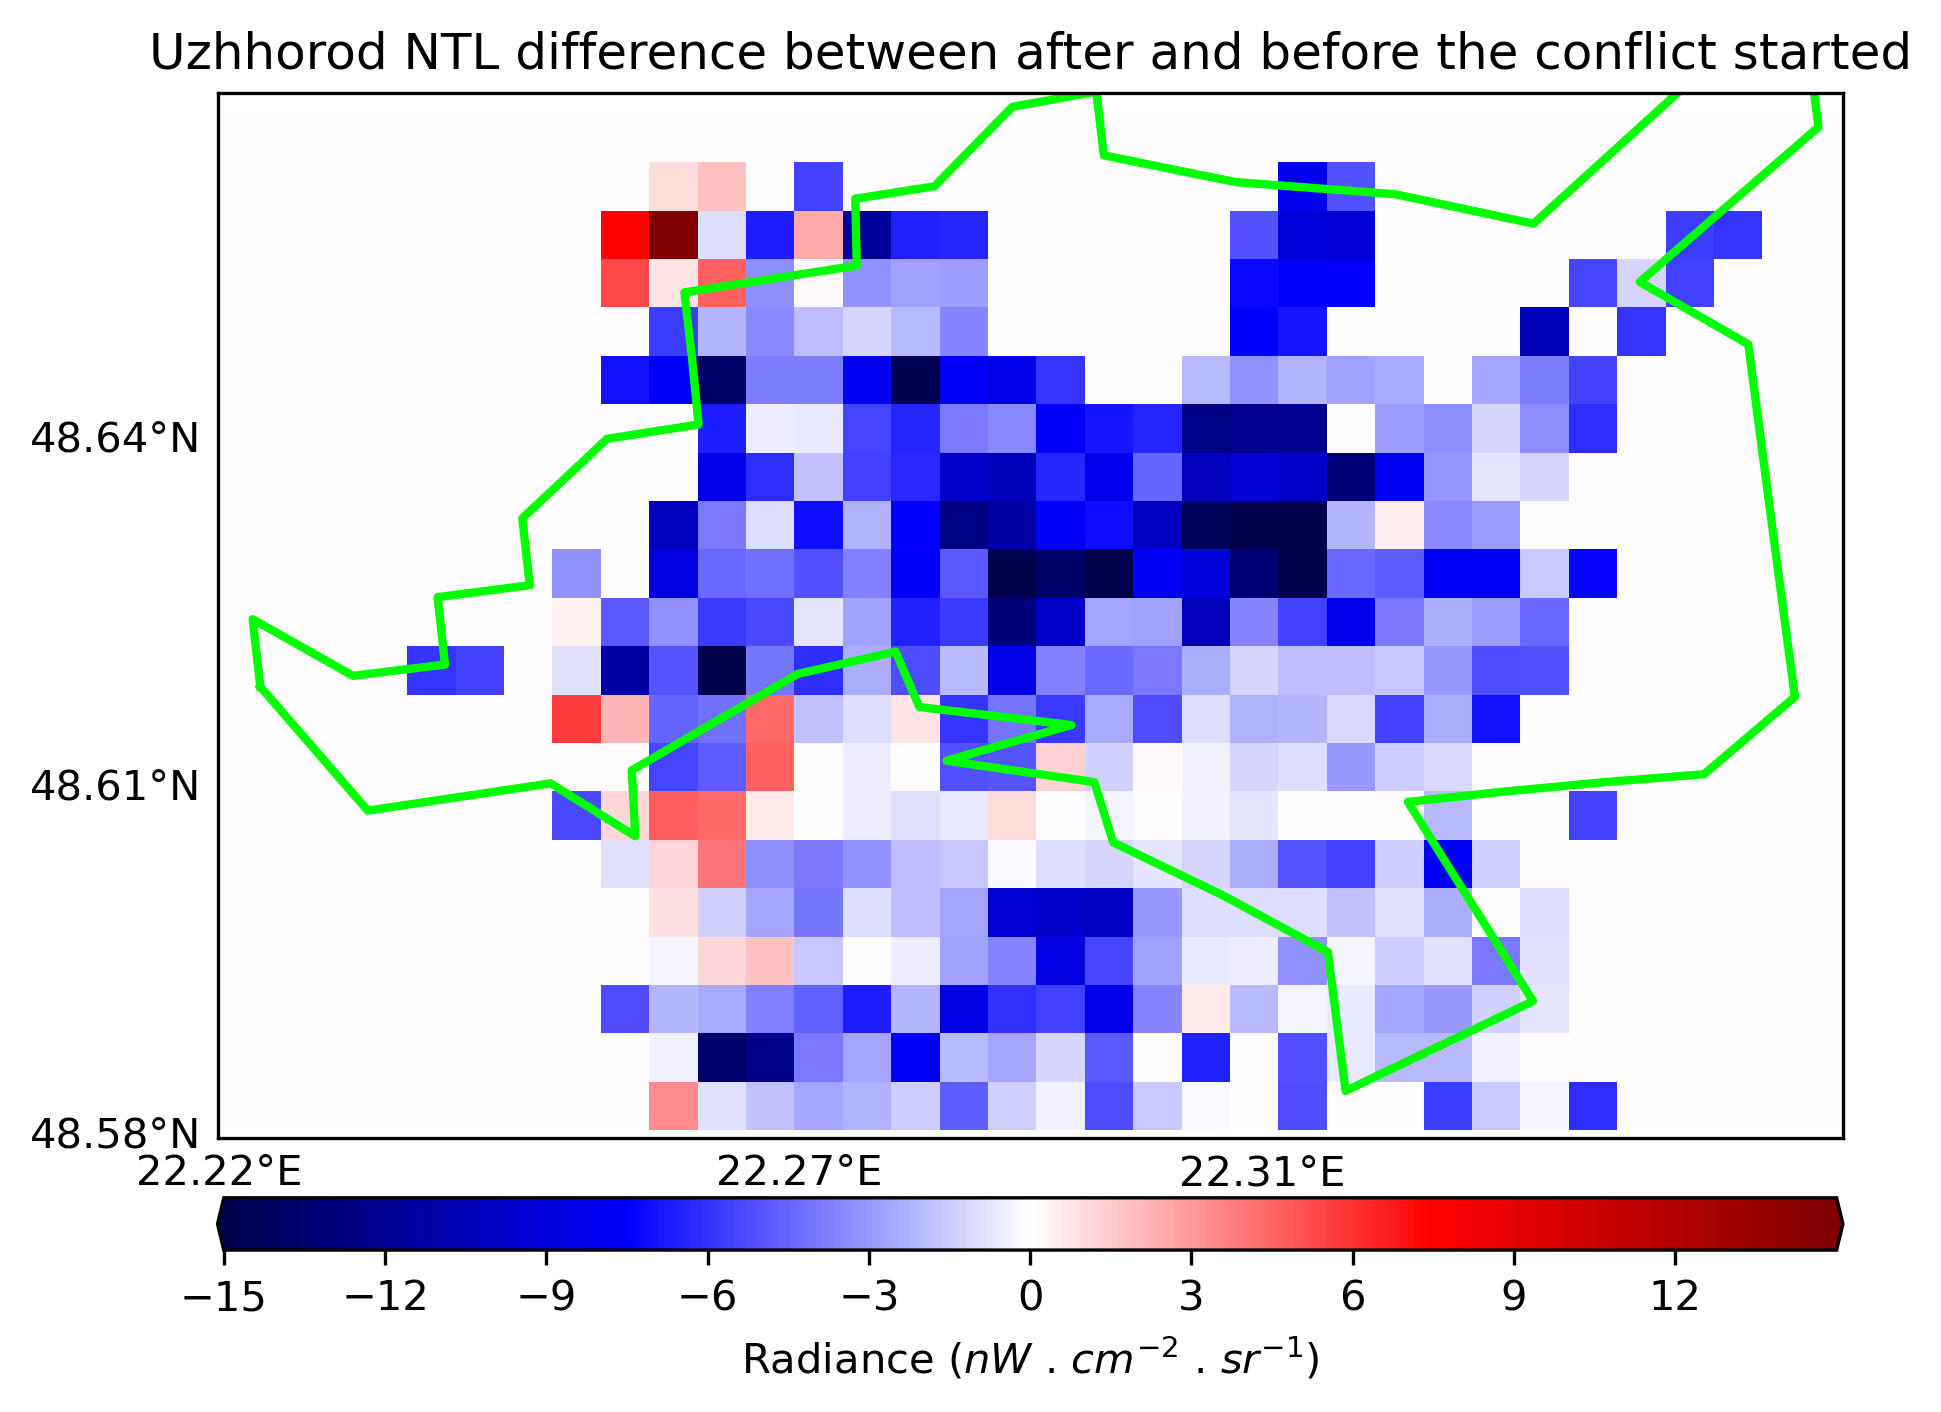 Uzhhorod NTL difference between after and before the conflict started
48.64°N
48.61°N
48.58°N
22.22°E 22.27°E 22.31°E
−15 −12 −9 −6 −3 0 3 6 9 12
Radiance (nW . cm⁻² . sr⁻¹)